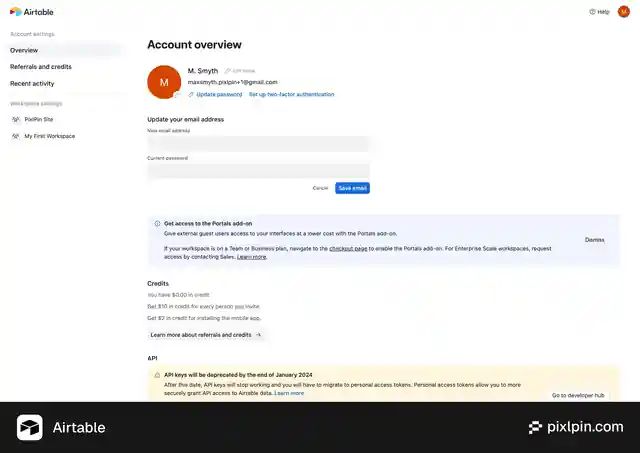 Airtable
Help
M
Account settings
Overview
Referrals and credits
Recent activity
Workspace settings
PixlPin Site
My First Workspace
Account overview
M
M. Smyth
Edit name
maxsmyth.pixlpin+1@gmail.com
Update password
Set up two-factor authentication
Update your email address
New email address
Current password
Cancel
Save email
Get access to the Portals add-on
Give external guest users access to your interfaces at a lower cost with the Portals add-on.
If your workspace is on a Team or Business plan, navigate to the checkout page to enable the Portals add-on. For Enterprise Scale workspaces, request
access by contacting Sales. Learn more.
Dismiss
Credits
You have $0.00 in credit
Get $10 in credit for every person you invite.
Get $2 in credit for installing the mobile app.
Learn more about referrals and credits →
API
API keys will be deprecated by the end of January 2024
After this date, API keys will stop working and you will have to migrate to personal access tokens. Personal access tokens allow you to more
securely grant API access to Airtable data. Learn more
Go to developer hub
Airtable
pixlpin.com